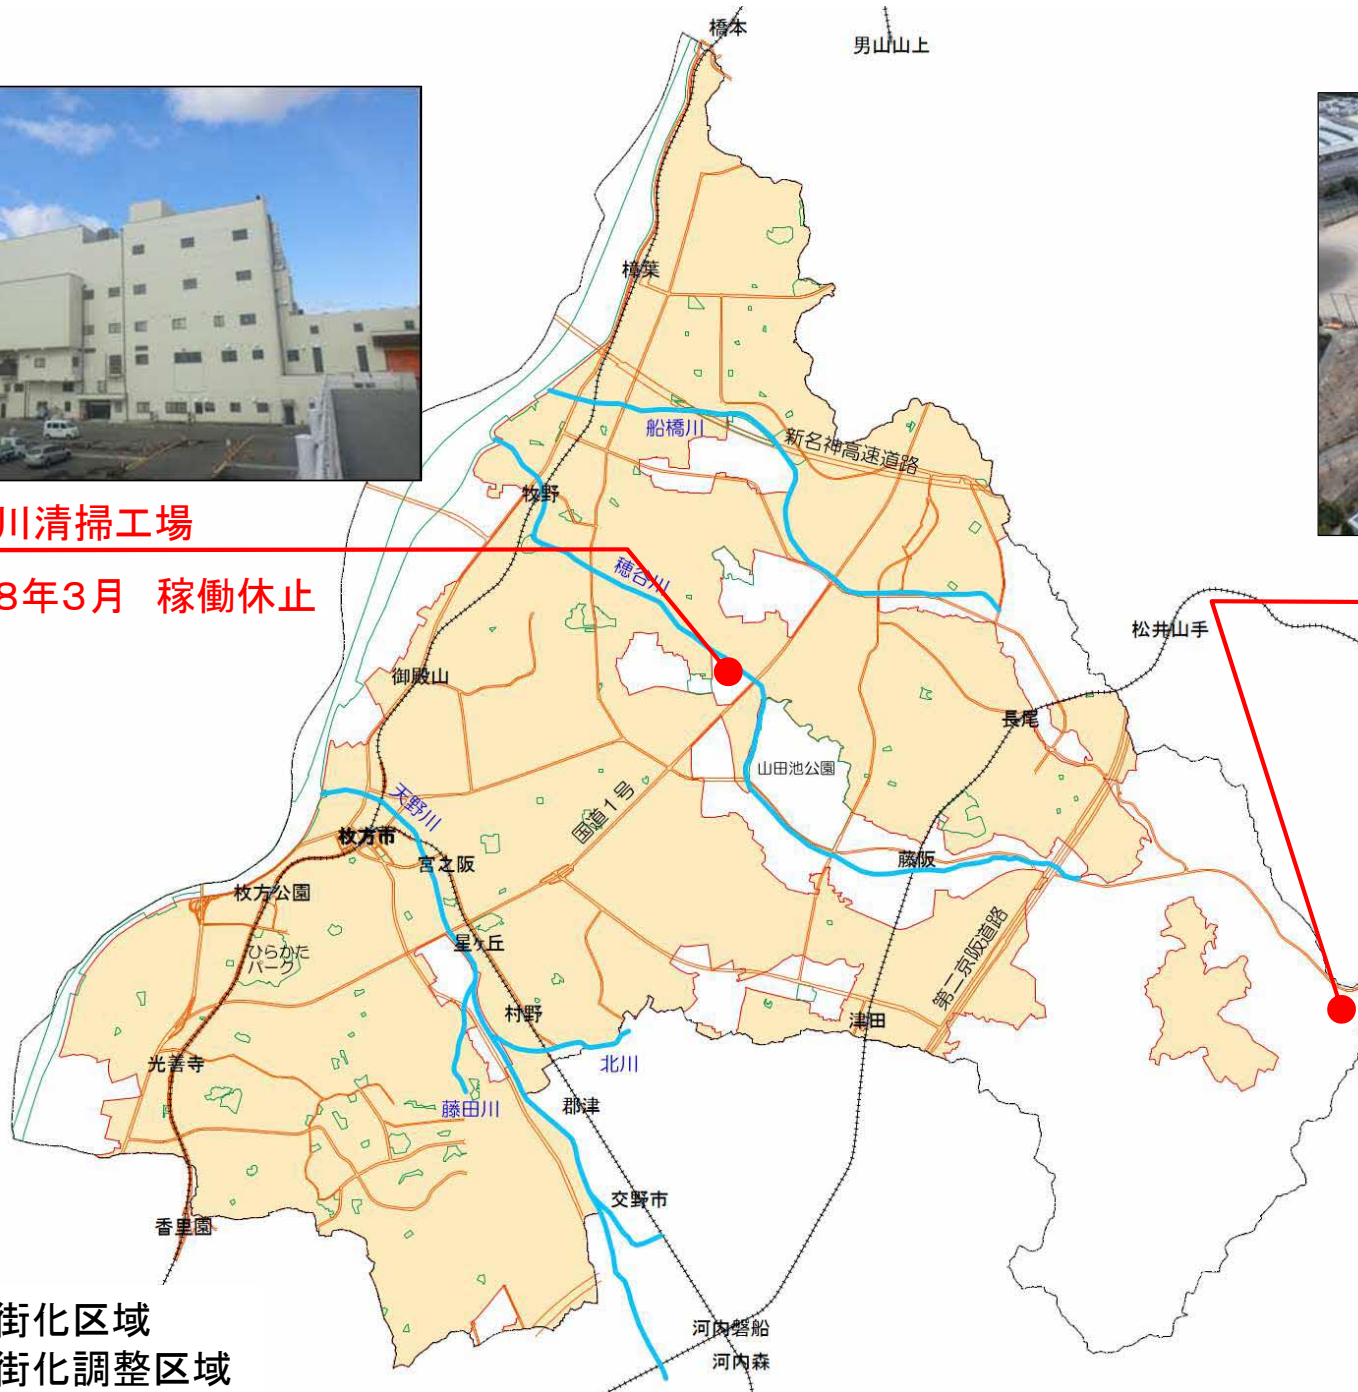 橋本
男山山上
樟葉
船橋川
新名神高速道路
牧野
川清掃工場
穂谷川
8年3月 稼働休止
松井山手
御殿山
長尾
山田池公園
天野川
国道1号
枚方市
宮之阪
藤阪
枚方公園
星ヶ丘
ひらかた
パーク
第二京阪道路
村野
津田
光善寺
北川
藤田川
郡津
交野市
香里園
街化区域
河内磐船
街化調整区域
河内森